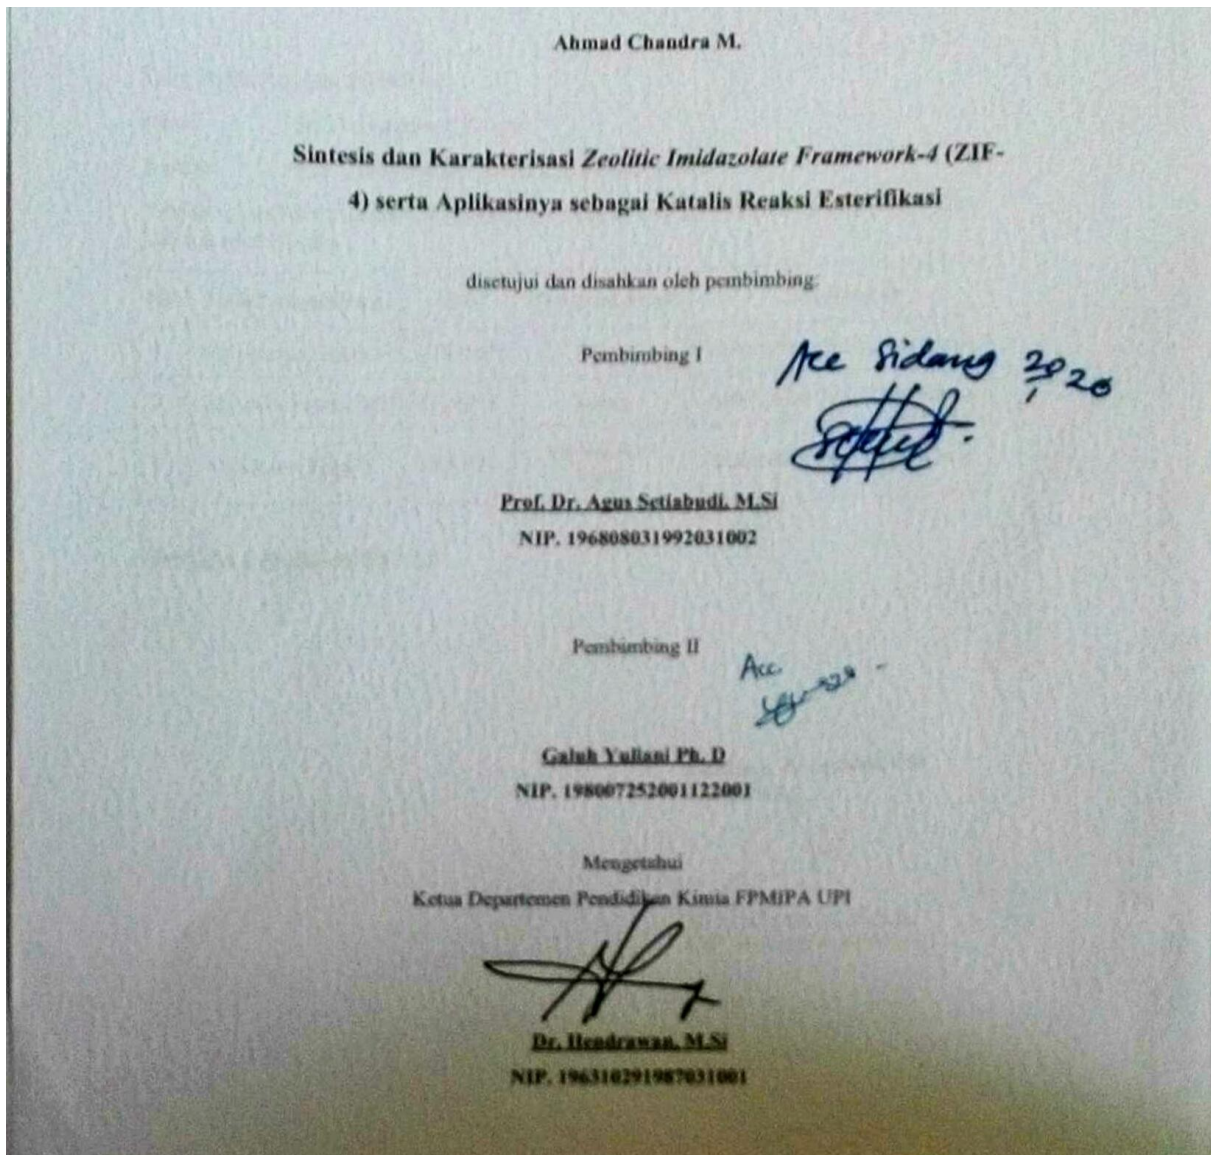 Ahmad Chandra M.
Sintesis dan Karakterisasi Zeolitic Imidazolate Framework-4 (ZIF-
4) serta Aplikasinya sebagai Katalis Reaksi Esterifikasi
disetujui dan disahkan oleh pembimbing:
Pembimbing I
Acc Sidang
Prof. Dr. Agus Setiabudi, M.Si
NIP. 196808031992031002
Pembimbing II
Acc.
Galuh Yuliani Ph. D
NIP. 198007252001122001
Mengetahui
Ketua Departemen Pendidikan Kimia FPMIPA UPI
Dr. Hendrawan, M.Si
NIP. 196310291987031001